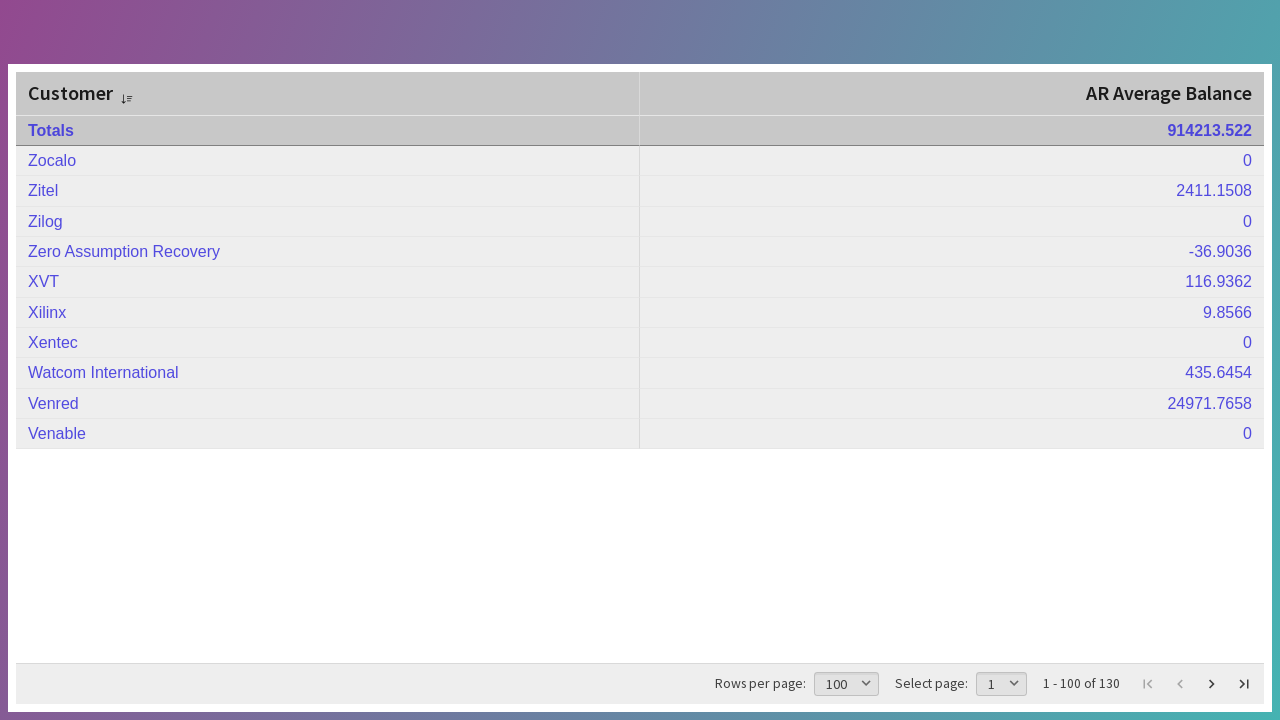 Customer AR Average Balance
Totals 914213.522
Zocalo 0
Zitel 2411.1508
Zilog 0
Zero Assumption Recovery -36.9036
XVT 116.9362
Xilinx 9.8566
Xentec 0
Watcom International 435.6454
Venred 24971.7658
Venable 0
Rows per page: 100 Select page: 1 1 - 100 of 130